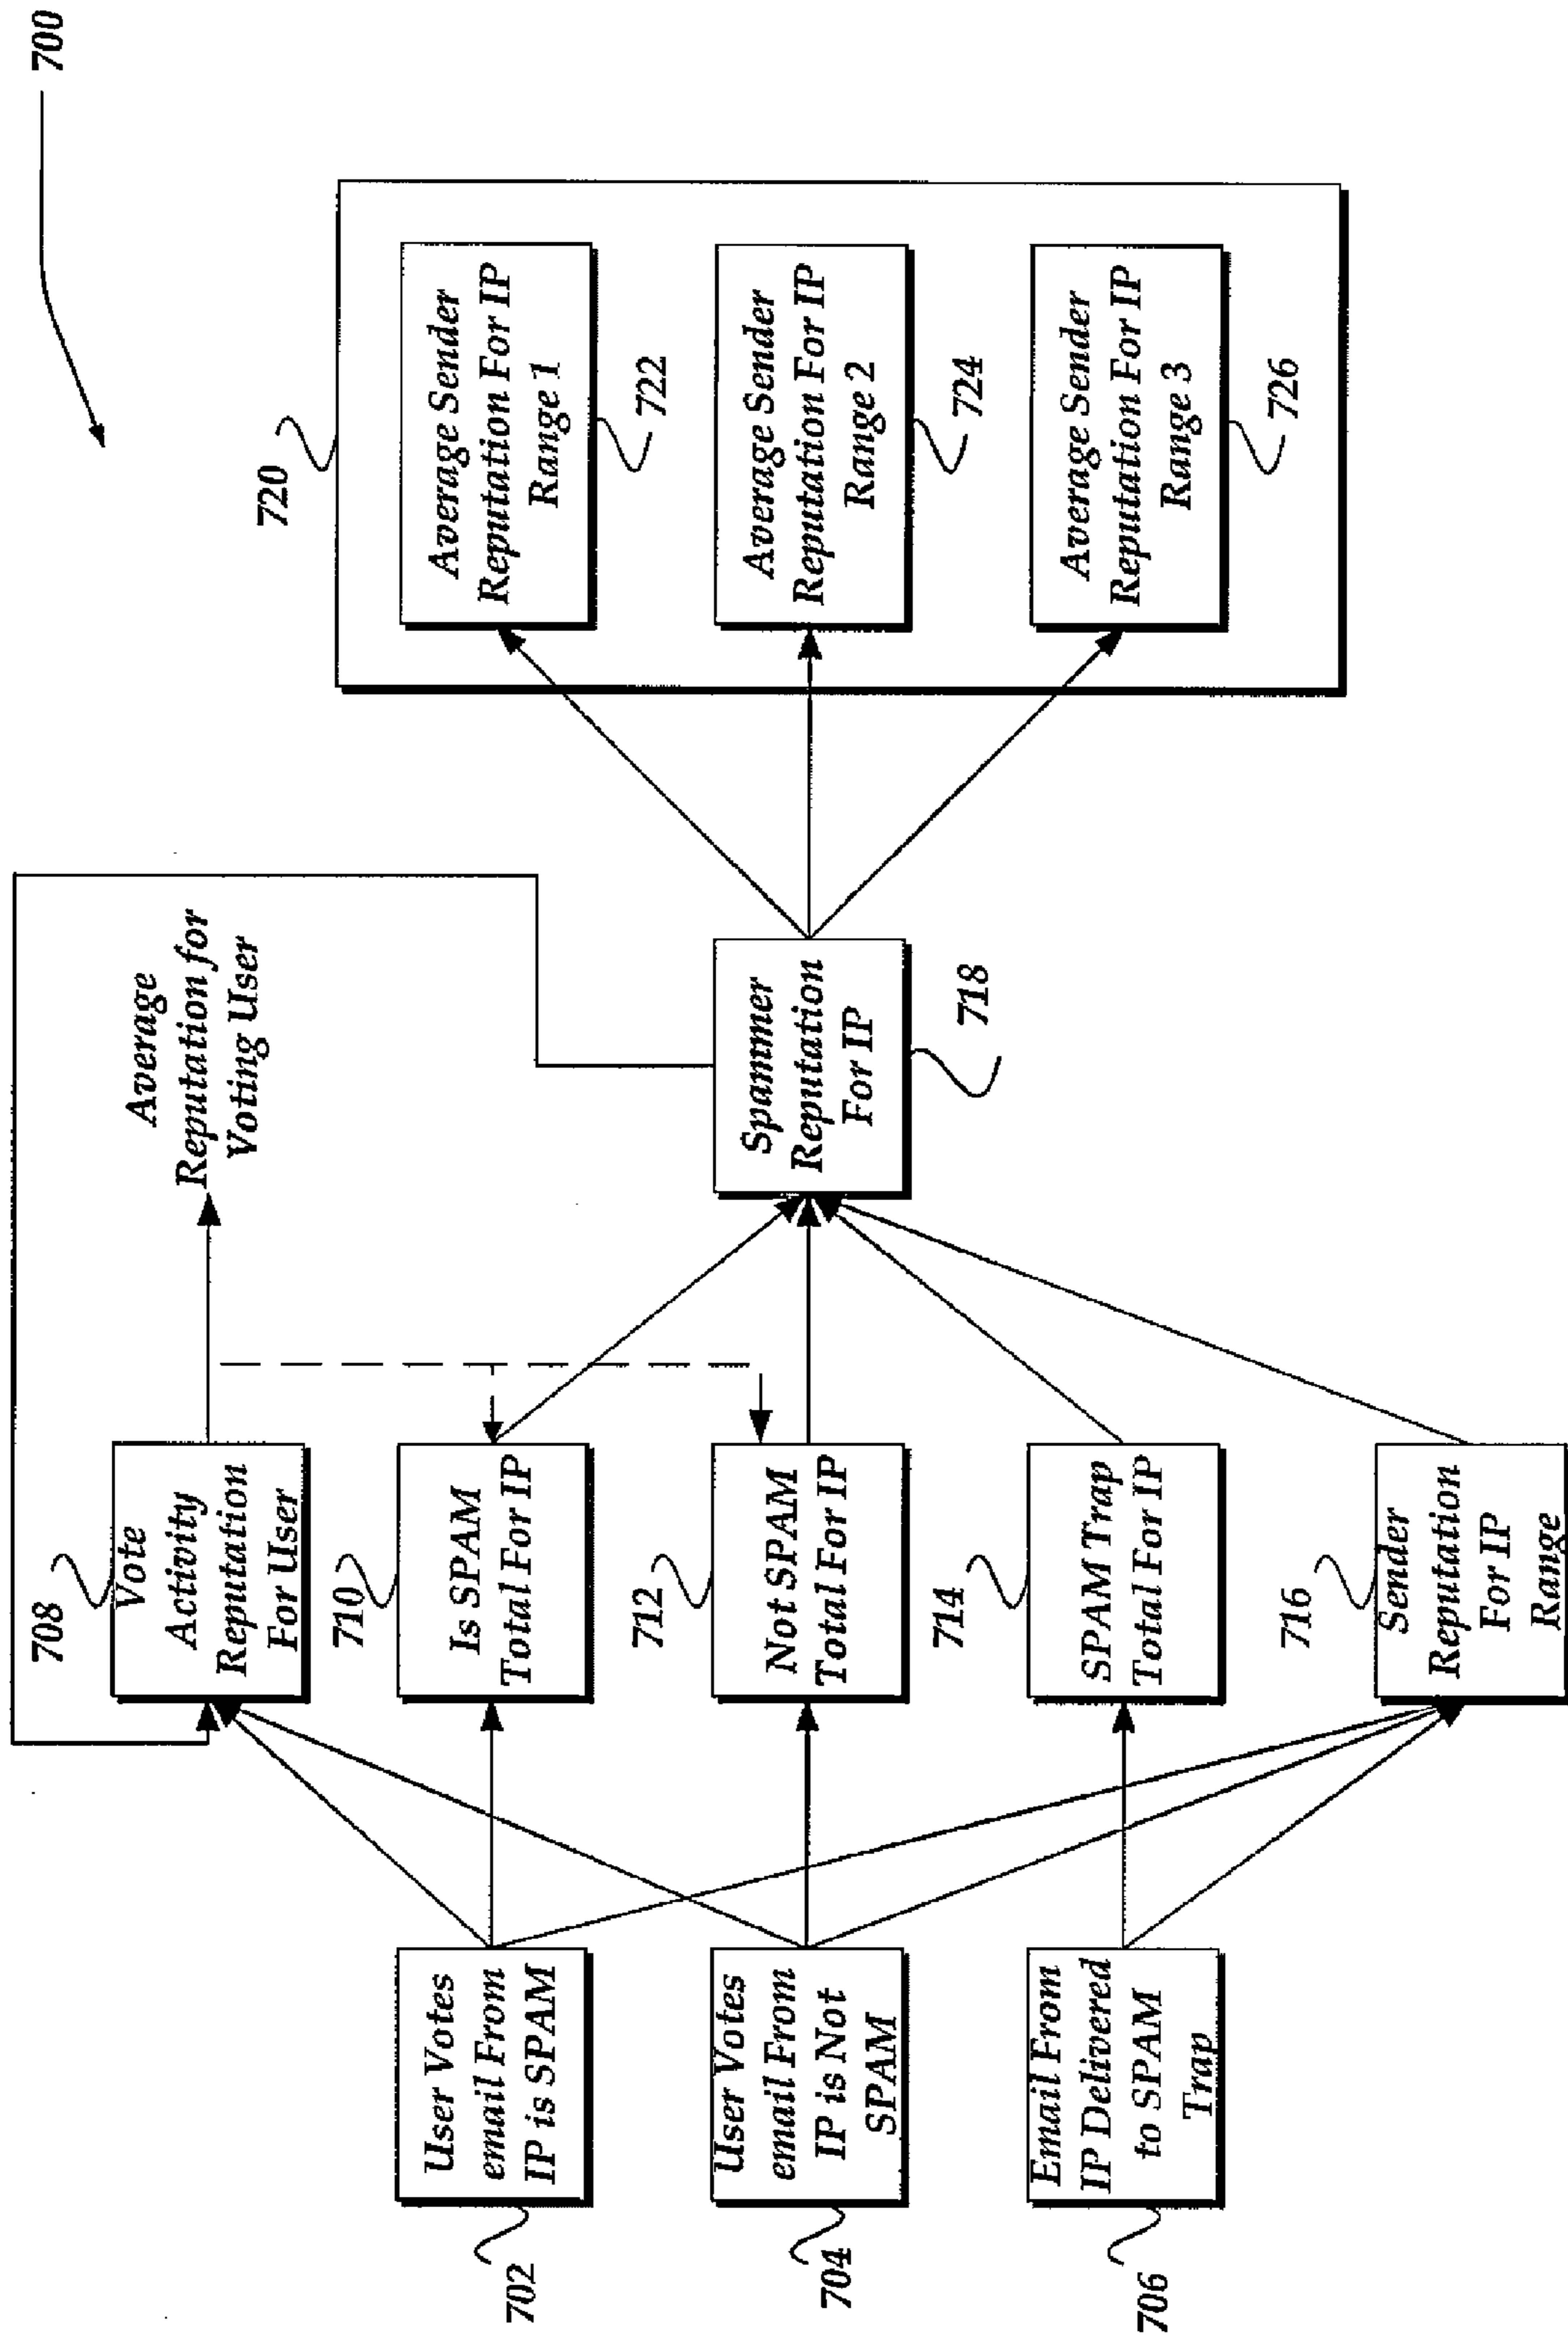 700
708
Vote
Activity
Reputation
For User
Average
Reputation for
Voting User
720
Average Sender
Reputation For IP
Range 1
722
710
Is SPAM
Total For IP
User Votes
email From
IP is SPAM
702
712
Not SPAM
Total For IP
User Votes
email From
IP is Not
SPAM
704
Spammer
Reputation
For IP
718
Average Sender
Reputation For IP
Range 2
724
714
SPAM Trap
Total For IP
Email From
IP Delivered
to SPAM
Trap
706
Average Sender
Reputation For IP
Range 3
726
716
Sender
Reputation
For IP
Range